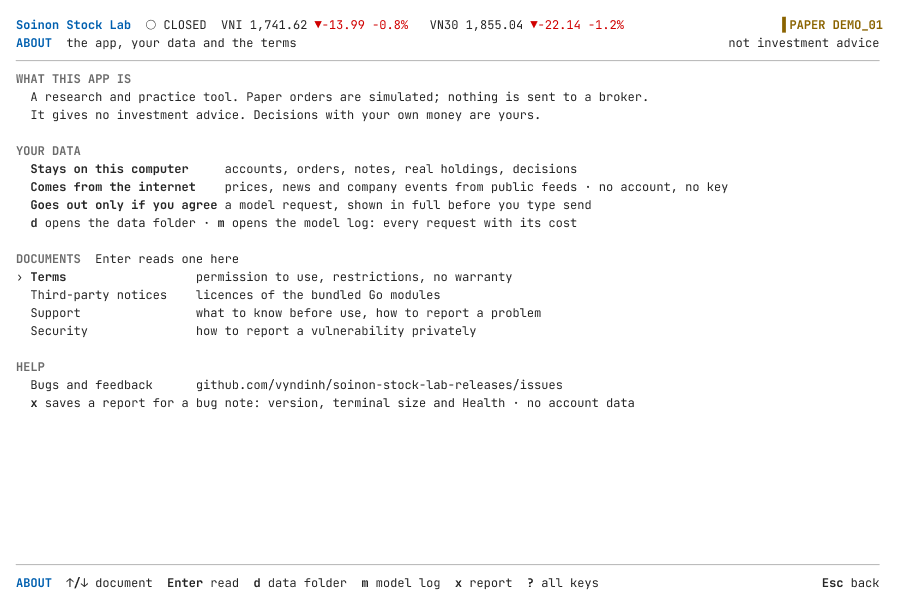 Soinon Stock Lab ○ CLOSED VNI 1,741.62 ▼-13.99 -0.8% VN30 1,855.04 ▼-22.14 -1.2% PAPER DEMO_01
ABOUT the app, your data and the terms not investment advice
WHAT THIS APP IS
A research and practice tool. Paper orders are simulated; nothing is sent to a broker.
It gives no investment advice. Decisions with your own money are yours.
YOUR DATA
Stays on this computer accounts, orders, notes, real holdings, decisions
Comes from the internet prices, news and company events from public feeds · no account, no key
Goes out only if you agree a model request, shown in full before you type send
d opens the data folder · m opens the model log: every request with its cost
DOCUMENTS Enter reads one here
› Terms permission to use, restrictions, no warranty
Third-party notices licences of the bundled Go modules
Support what to know before use, how to report a problem
Security how to report a vulnerability privately
HELP
Bugs and feedback github.com/vyndinh/soinon-stock-lab-releases/issues
x saves a report for a bug note: version, terminal size and Health · no account data
ABOUT ↑/↓ document Enter read d data folder m model log x report ? all keys Esc back